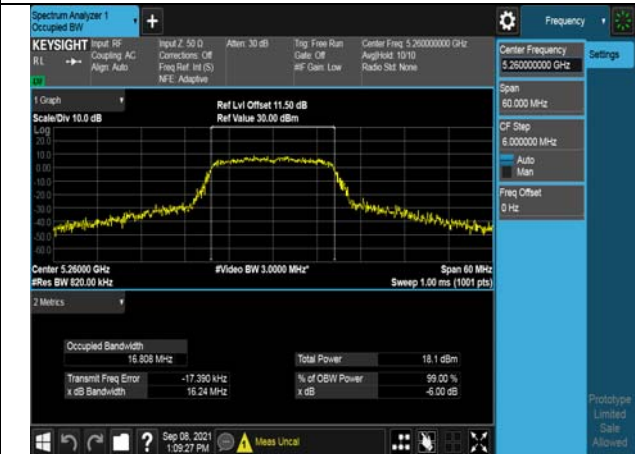 Spectrum Analyzer 1
Occupied BW
Frequency
KEYSIGHT
RL
Input: RF
Coupling: AC
Align: Auto
Input Z: 50 Ω
Corrections: Off
Freq Ref: Int (S)
NFE: Adaptive
Atten: 30 dB
Trig: Free Run
Gate: Off
#IF Gain: Low
Center Freq: 5.260000000 GHz
Avg|Hold: 10/10
Radio Std: None
Center Frequency
5.260000000 GHz
Settings
Span
60.000 MHz
CF Step
6.000000 MHz
Auto
Man
Freq Offset
0 Hz
1 Graph
Scale/Div 10.0 dB
Ref Lvl Offset 11.50 dB
Ref Value 30.00 dBm
Log
20.0
10.0
0.00
-10.0
-20.0
-30.0
-40.0
-50.0
-60.0
Center 5.26000 GHz
#Res BW 820.00 kHz
#Video BW 3.0000 MHz*
Span 60 MHz
Sweep 1.00 ms (1001 pts)
2 Metrics
Occupied Bandwidth
16.808 MHz
Total Power 18.1 dBm
Transmit Freq Error -17.390 kHz
% of OBW Power 99.00 %
x dB Bandwidth 16.24 MHz
x dB -6.00 dB
Prototype
Limited
Sale
Allowed
?
Sep 08, 2021
1:09:27 PM
Meas Uncal